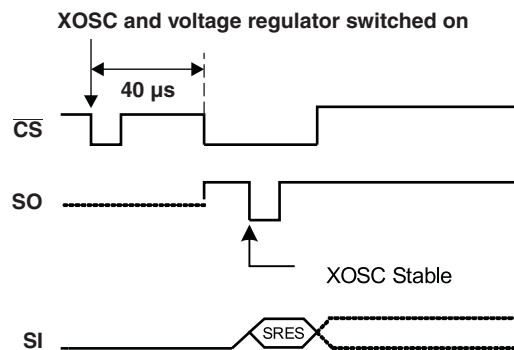 XOSC and voltage regulator switched on
40 µs
CS
SO
XOSC Stable
SI
SRES